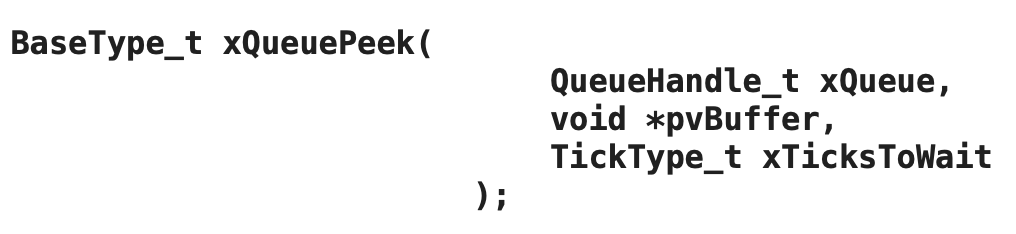 BaseType_t xQueuePeek(
QueueHandle_t xQueue,
void *pvBuffer,
TickType_t xTicksToWait
);